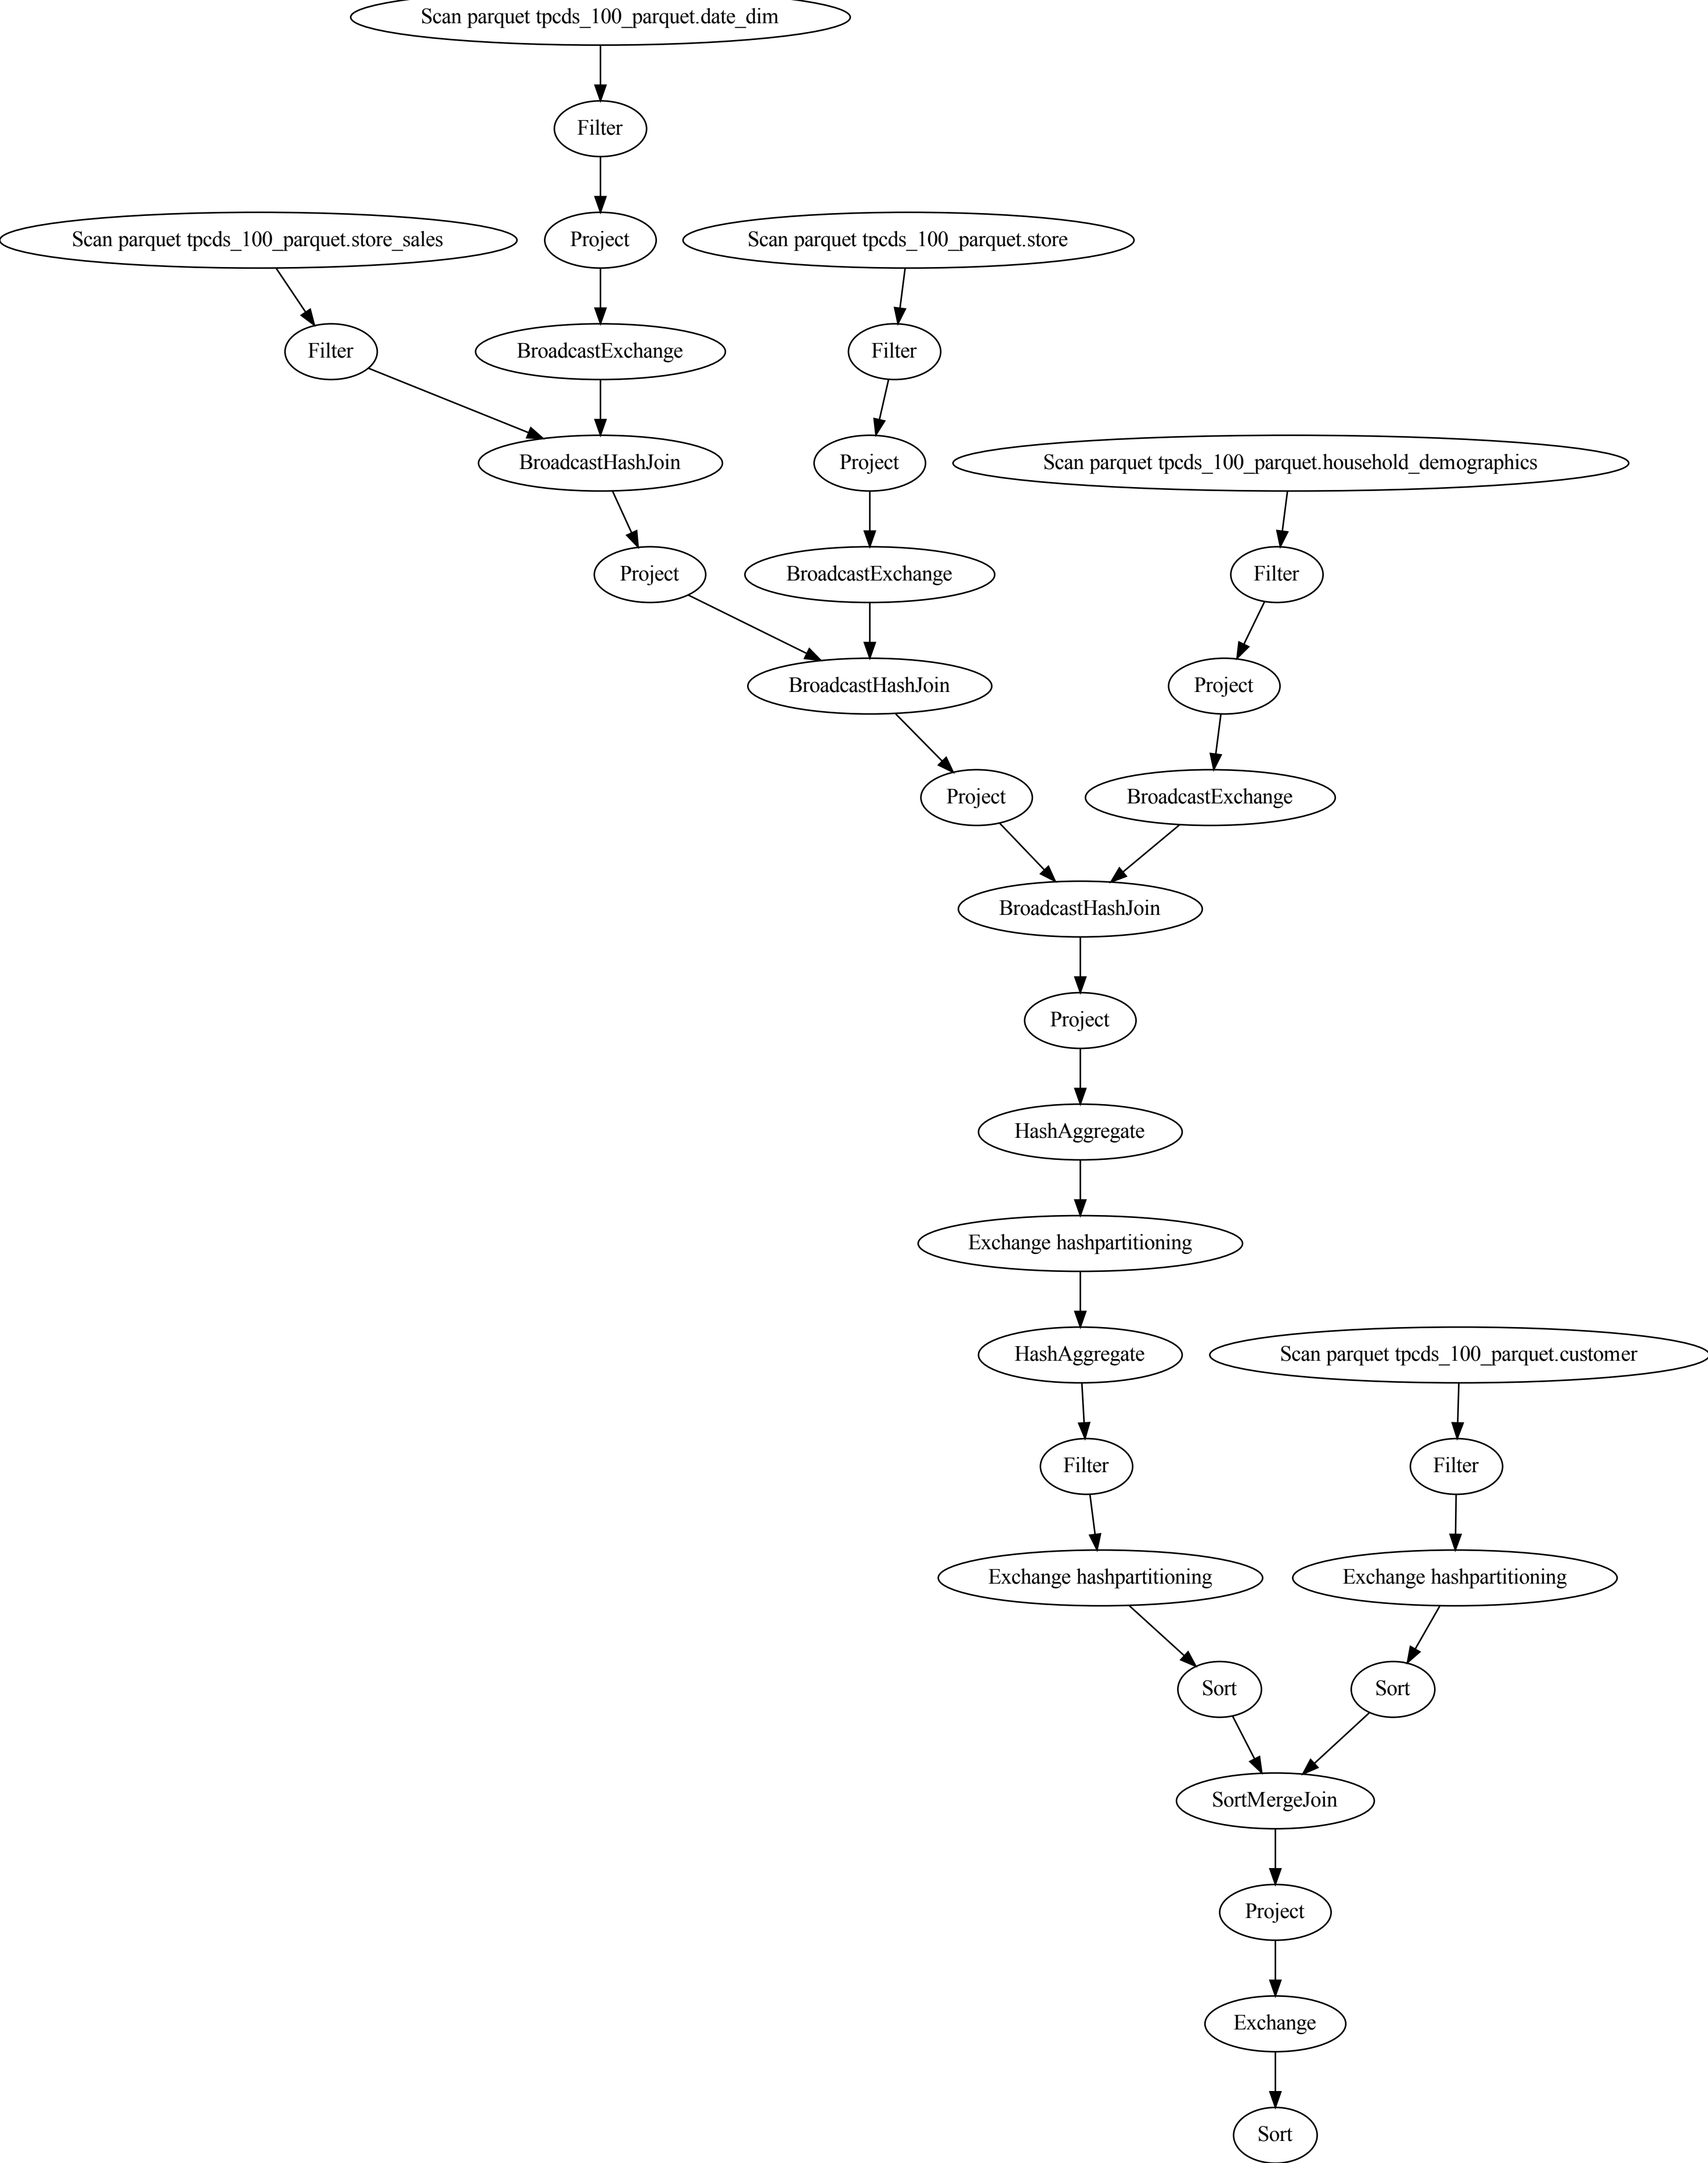 Scan parquet tpcds_100_parquet.date_dim
Filter
Scan parquet tpcds_100_parquet.store_sales
Project
Scan parquet tpcds_100_parquet.store
Filter
BroadcastExchange
Filter
BroadcastHashJoin
Project
Scan parquet tpcds_100_parquet.household_demographics
Project
BroadcastExchange
Filter
BroadcastHashJoin
Project
Project
BroadcastExchange
BroadcastHashJoin
Project
HashAggregate
Exchange hashpartitioning
HashAggregate
Scan parquet tpcds_100_parquet.customer
Filter
Filter
Exchange hashpartitioning
Exchange hashpartitioning
Sort
Sort
SortMergeJoin
Project
Exchange
Sort